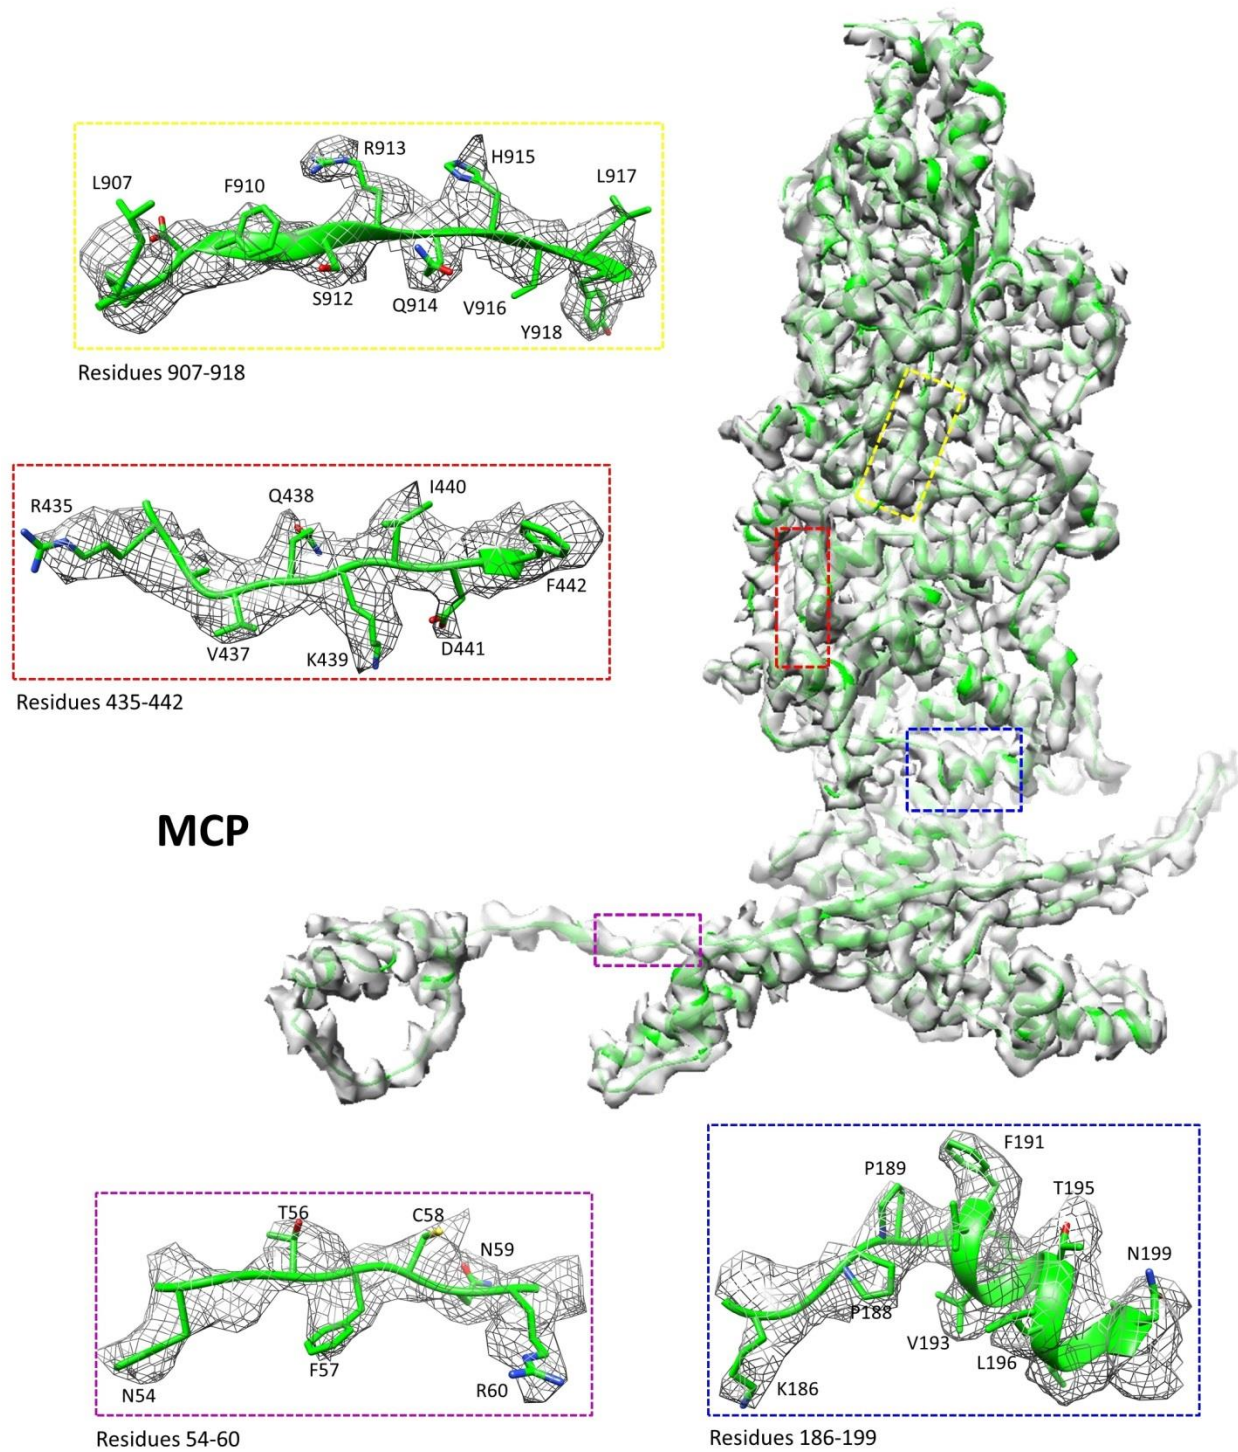 R913
H915
L907
F910
L917
S912
Q914
V916
Y918
Residues 907-918
R435
Q438
I440
F442
V437
K439
D441
Residues 435-442
MCP
T56
C58
N59
N54
F57
R60
Residues 54-60
F191
P189
T195
N199
P188
V193
L196
K186
Residues 186-199